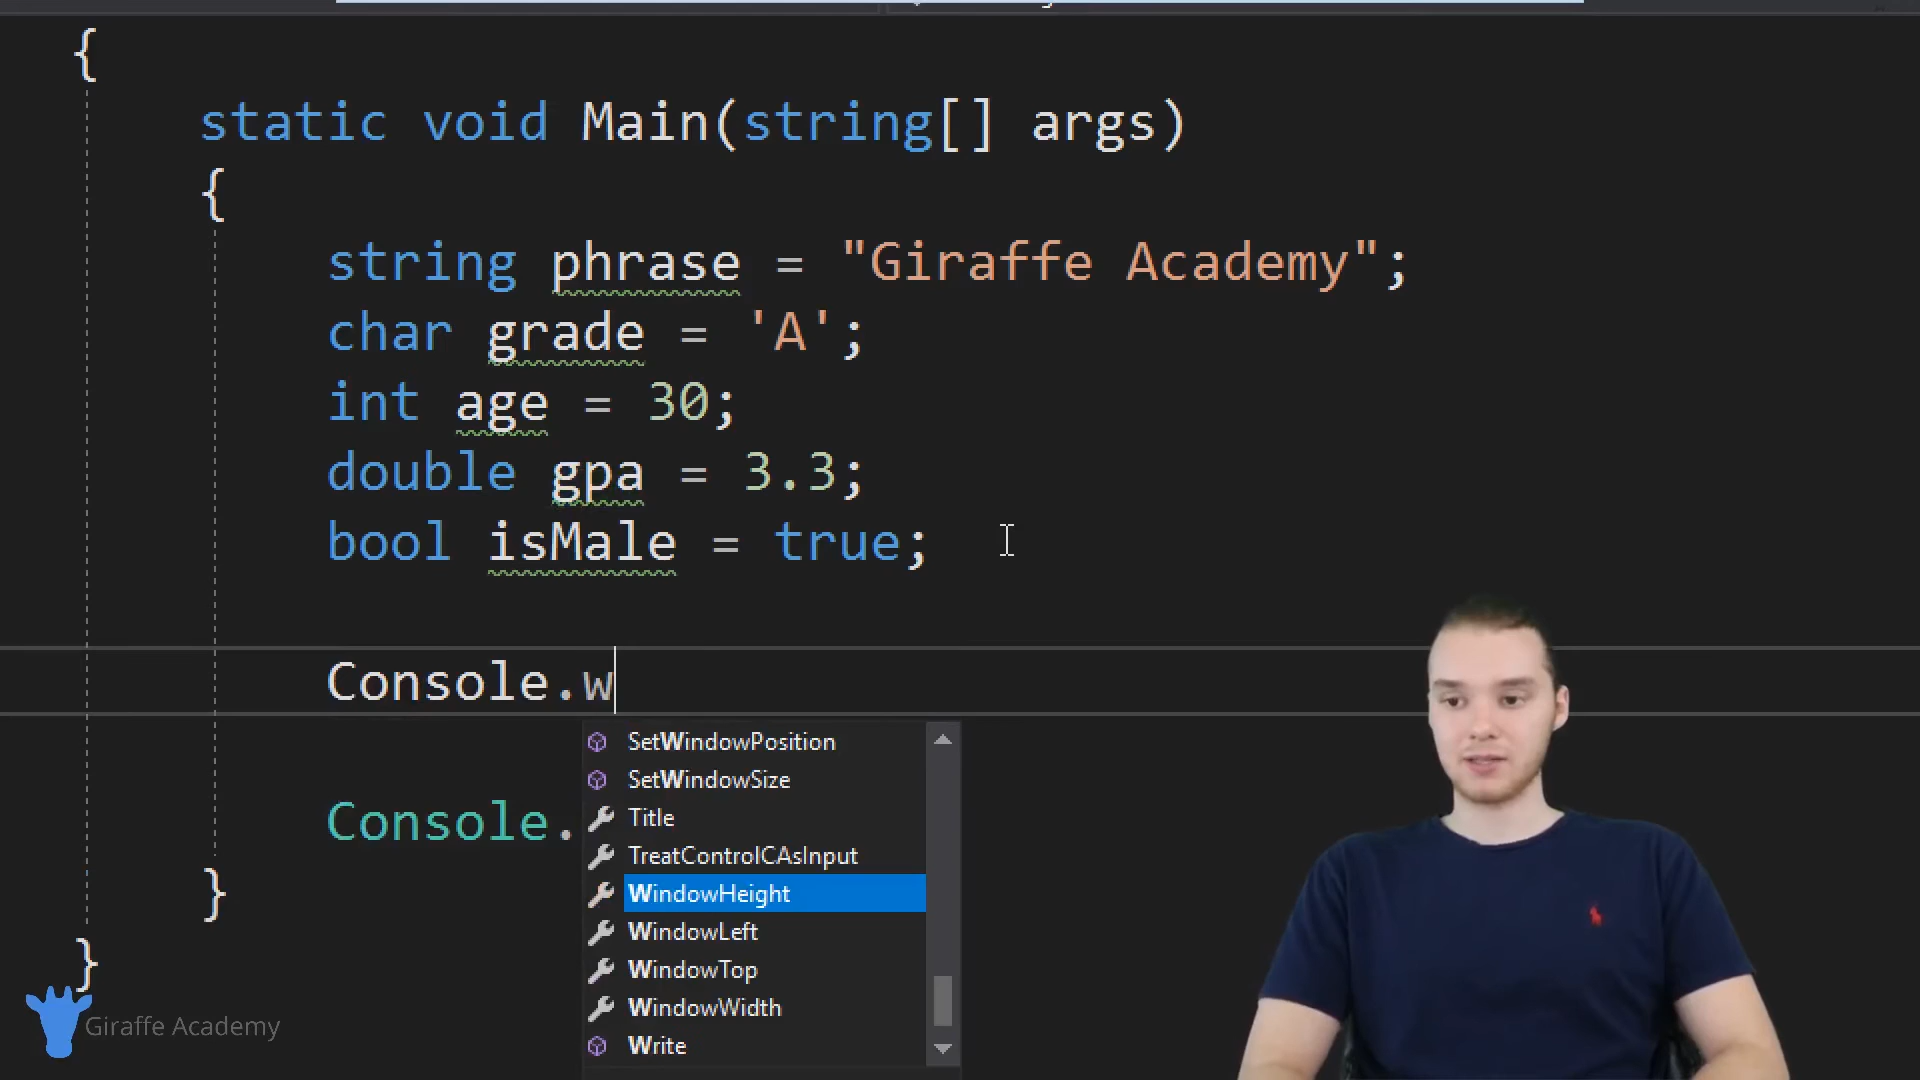 {
static void Main(string[] args)
{
string phrase = "Giraffe Academy";
char grade = 'A';
int age = 30;
double gpa = 3.3;
bool isMale = true;
Console.w
SetWindowPosition
SetWindowSize
Title
Console.
TreatControlCAsInput
}
WindowHeight
WindowLeft
}
WindowTop
WindowWidth
Giraffe Academy
Write